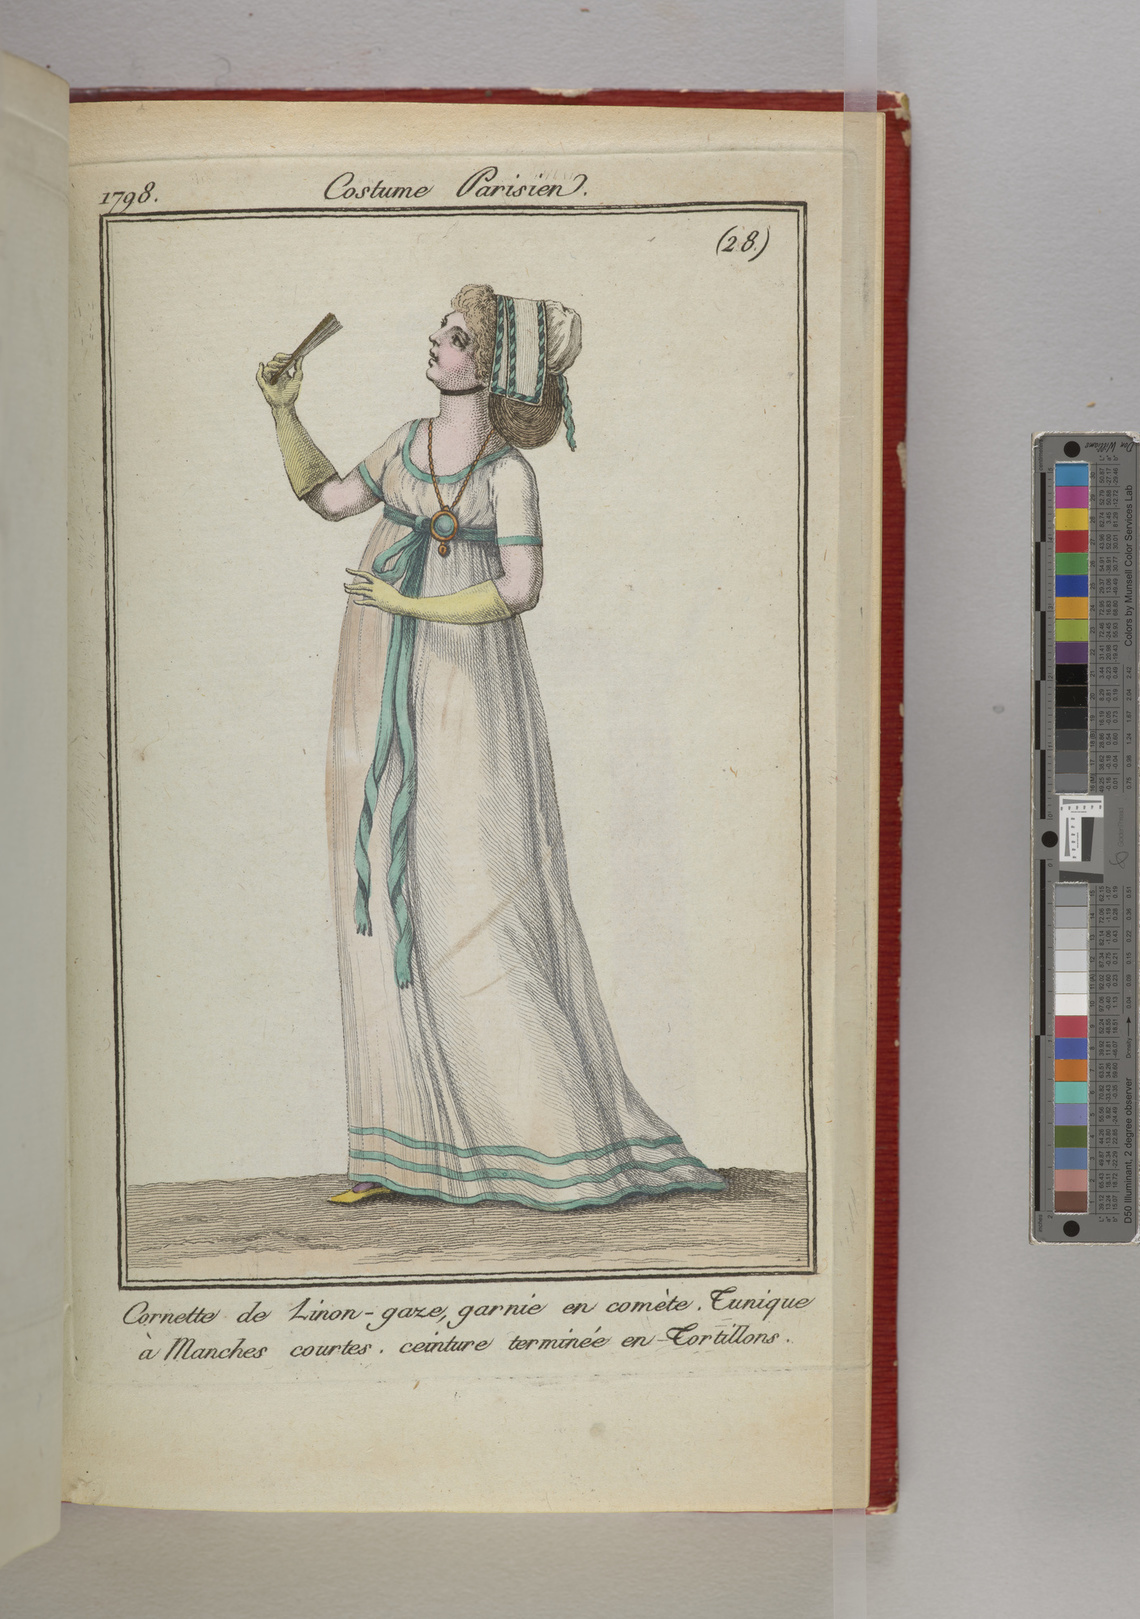 1798.
Costume Parisien.
(28)
Cornette de Linon-gaze, garnie en comète. Tunique
à Manches courtes. ceinture terminée en Tortillons.
Colors by Munsell Color Services Lab
D50 Illuminant, 2 degree observer
Density